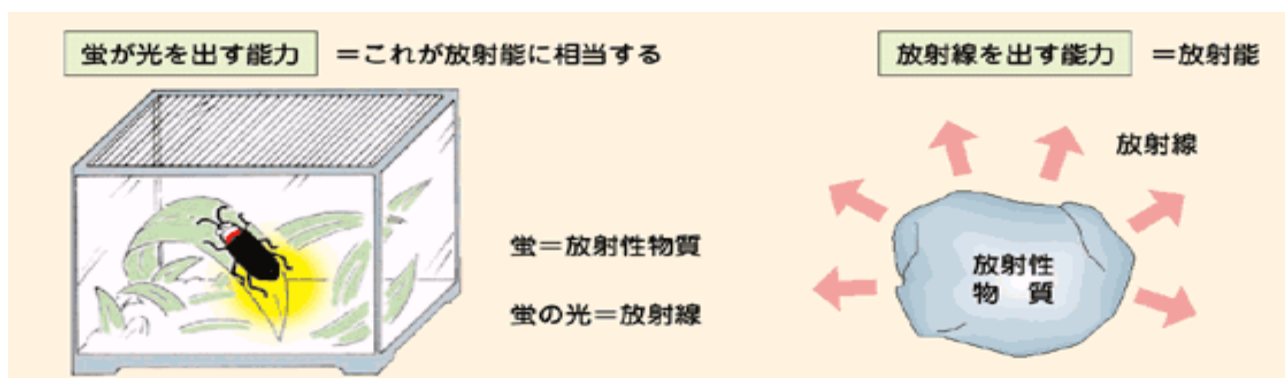 蛍が光を出す能力 ＝これが放射能に相当する
蛍＝放射性物質
蛍の光＝放射線
放射線を出す能力 ＝放射能
放射線
放射性
物　質